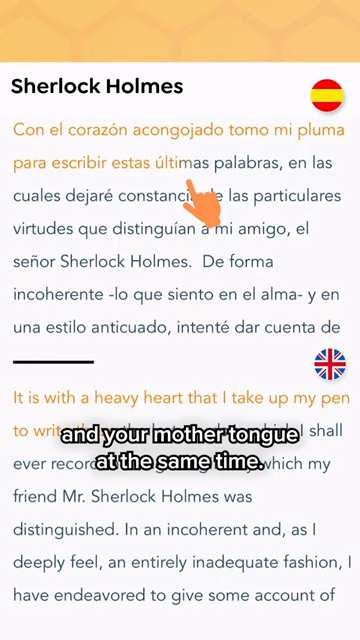 Sherlock Holmes
Con el corazón acongojado tomo mi pluma
para escribir estas últimas palabras, en las
cuales dejaré constancia de las particulares
virtudes que distinguían a mi amigo, el
señor Sherlock Holmes. De forma
incoherente -lo que siento en el alma- y en
una estilo anticuado, intenté dar cuenta de
It is with a heavy heart that I take up my pen
to write I shall
and your mother tongue
ever record which my
at the same time.
friend Mr. Sherlock Holmes was
distinguished. In an incoherent and, as I
deeply feel, an entirely inadequate fashion, I
have endeavored to give some account of